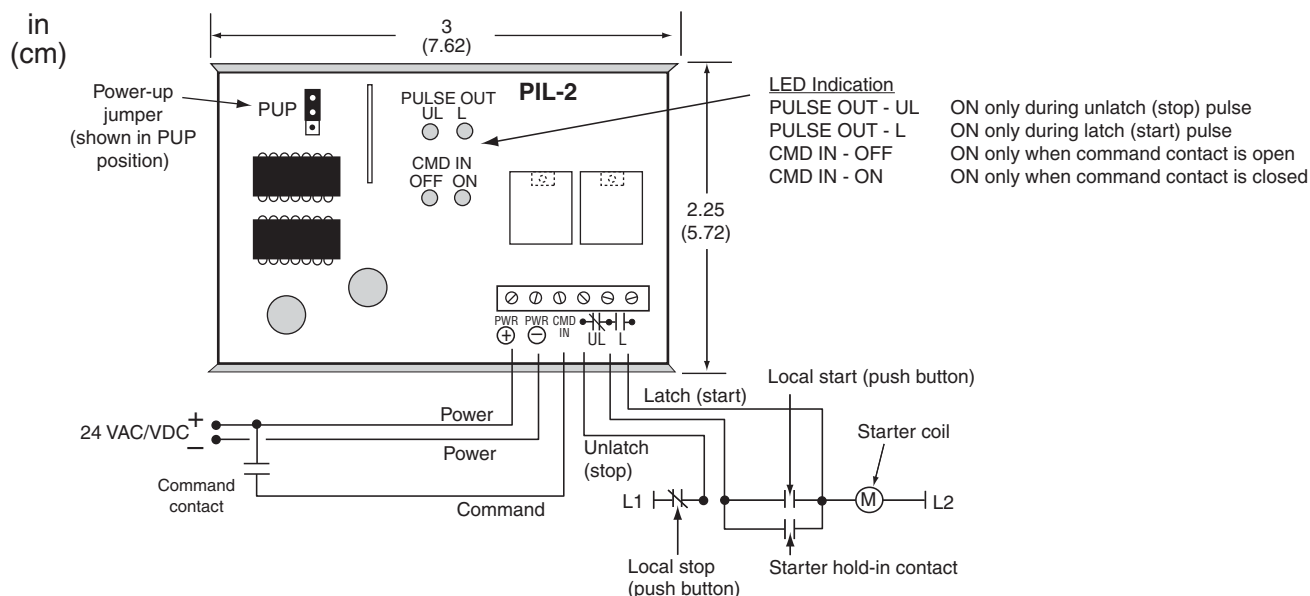 in
(cm)
3
(7.62)
Power-up
jumper
(shown in PUP
position)
PUP
PULSE OUT
UL L
PIL-2
CMD IN
OFF ON
LED Indication
PULSE OUT - UL ON only during unlatch (stop) pulse
PULSE OUT - L ON only during latch (start) pulse
CMD IN - OFF ON only when command contact is open
CMD IN - ON ON only when command contact is closed
2.25
(5.72)
PWR PWR CMD
+ − IN UL L
Latch (start)
Local start (push button)
Power
24 VAC/VDC + −
Power
Unlatch
(stop)
Starter coil
Command
contact
Command
L1 M L2
Local stop
(push button)
Starter hold-in contact